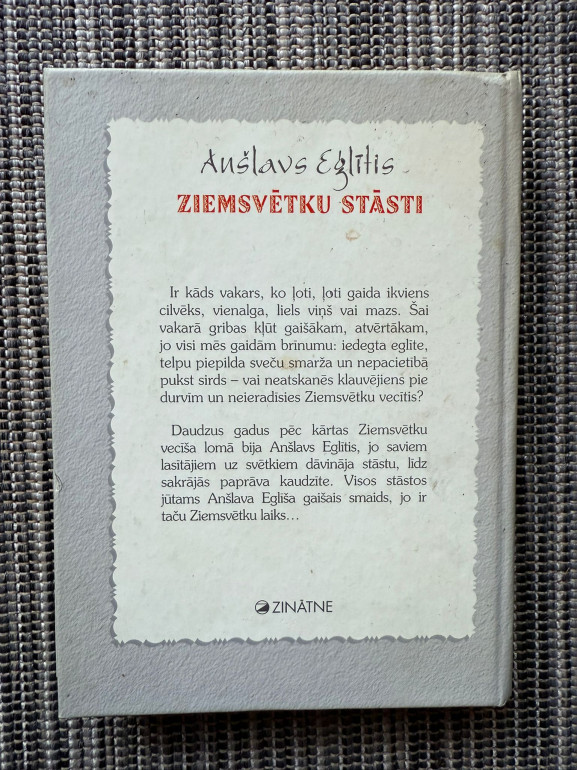 Anšlavs Eglītis
ZIEMSVĒTKU STĀSTI
Ir kāds vakars, ko ļoti, ļoti gaida ikviens
cilvēks, vienalga, liels viņš vai mazs. Šai
vakarā gribas kļūt gaišākam, atvērtākam,
jo visi mēs gaidām brīnumu: iedegta eglīte,
telpu piepilda sveču smarža un nepacietībā
pukst sirds – vai neatskanēs klauvējiens pie
durvīm un neieradīsies Ziemsvētku vecītis?
Daudzus gadus pēc kārtas Ziemsvētku
vecīša lomā bija Anšlavs Eglītis, jo saviem
lasītājiem uz svētkiem dāvināja stāstu, līdz
sakrājās paprāva kaudzīte. Visos stāstos
jūtams Anšlava Eglīša gaišais smaids, jo ir
taču Ziemsvētku laiks...
ZINĀTNE